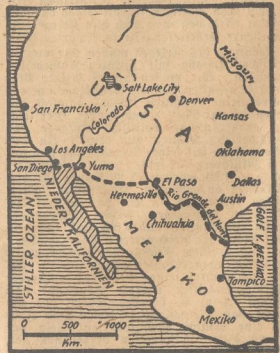 Missouri
U
Salt Lake City
Colorado
Denver
S
San Francisko
Kansas
A
Los Angeles
Oklahoma
San Diego
Yuma
Dallas
El Paso
Rio Grande del Norte
Austin
Hermosillo
Chihuahua
NIEDER-KALIFORNIEN
STILLER OZEAN
GOLF V. MEXIKO
MEXIKO
Tampico
Mexiko
0 500 1000
Km.